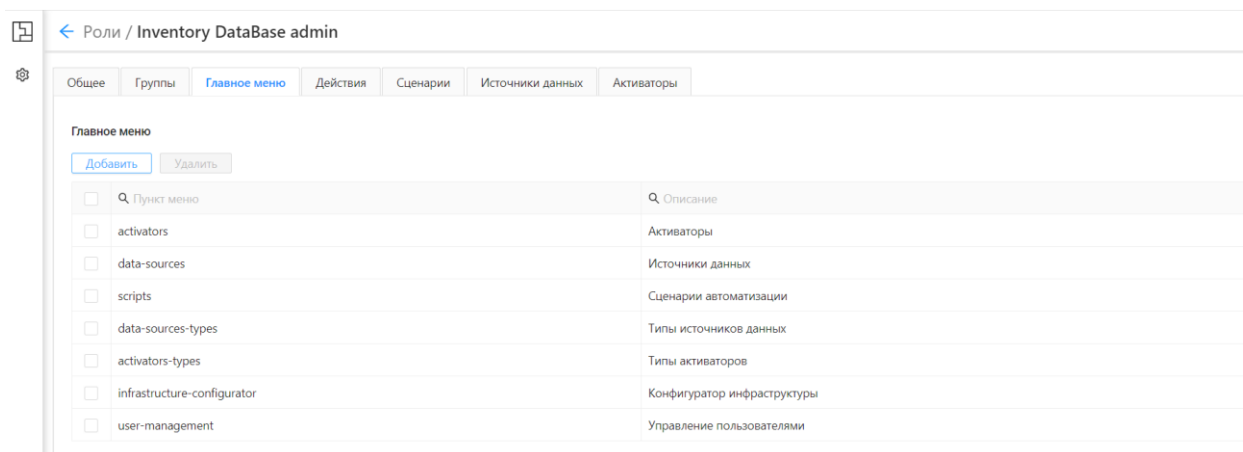 Роли / Inventory DataBase admin
Общее Группы Главное меню Действия Сценарии Источники данных Активаторы
Главное меню
Добавить Удалить
Пункт меню Описание
activators Активаторы
data-sources Источники данных
scripts Сценарии автоматизации
data-sources-types Типы источников данных
activators-types Типы активаторов
infrastructure-configurator Конфигуратор инфраструктуры
user-management Управление пользователями